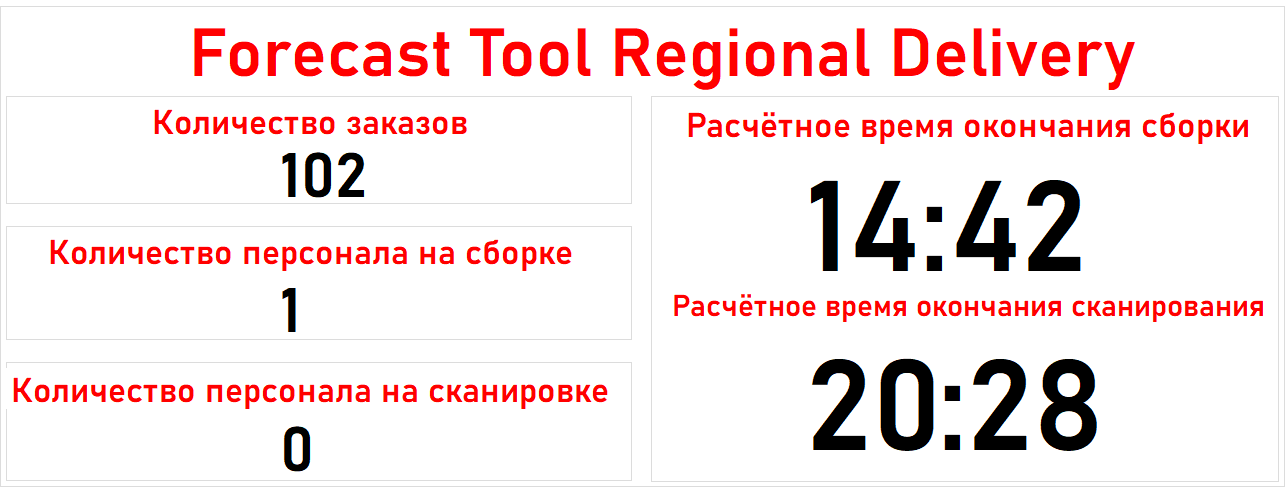 Forecast Tool Regional Delivery
Количество заказов
102
Количество персонала на сборке
1
Количество персонала на сканировке
0
Расчётное время окончания сборки
14:42
Расчётное время окончания сканирования
20:28